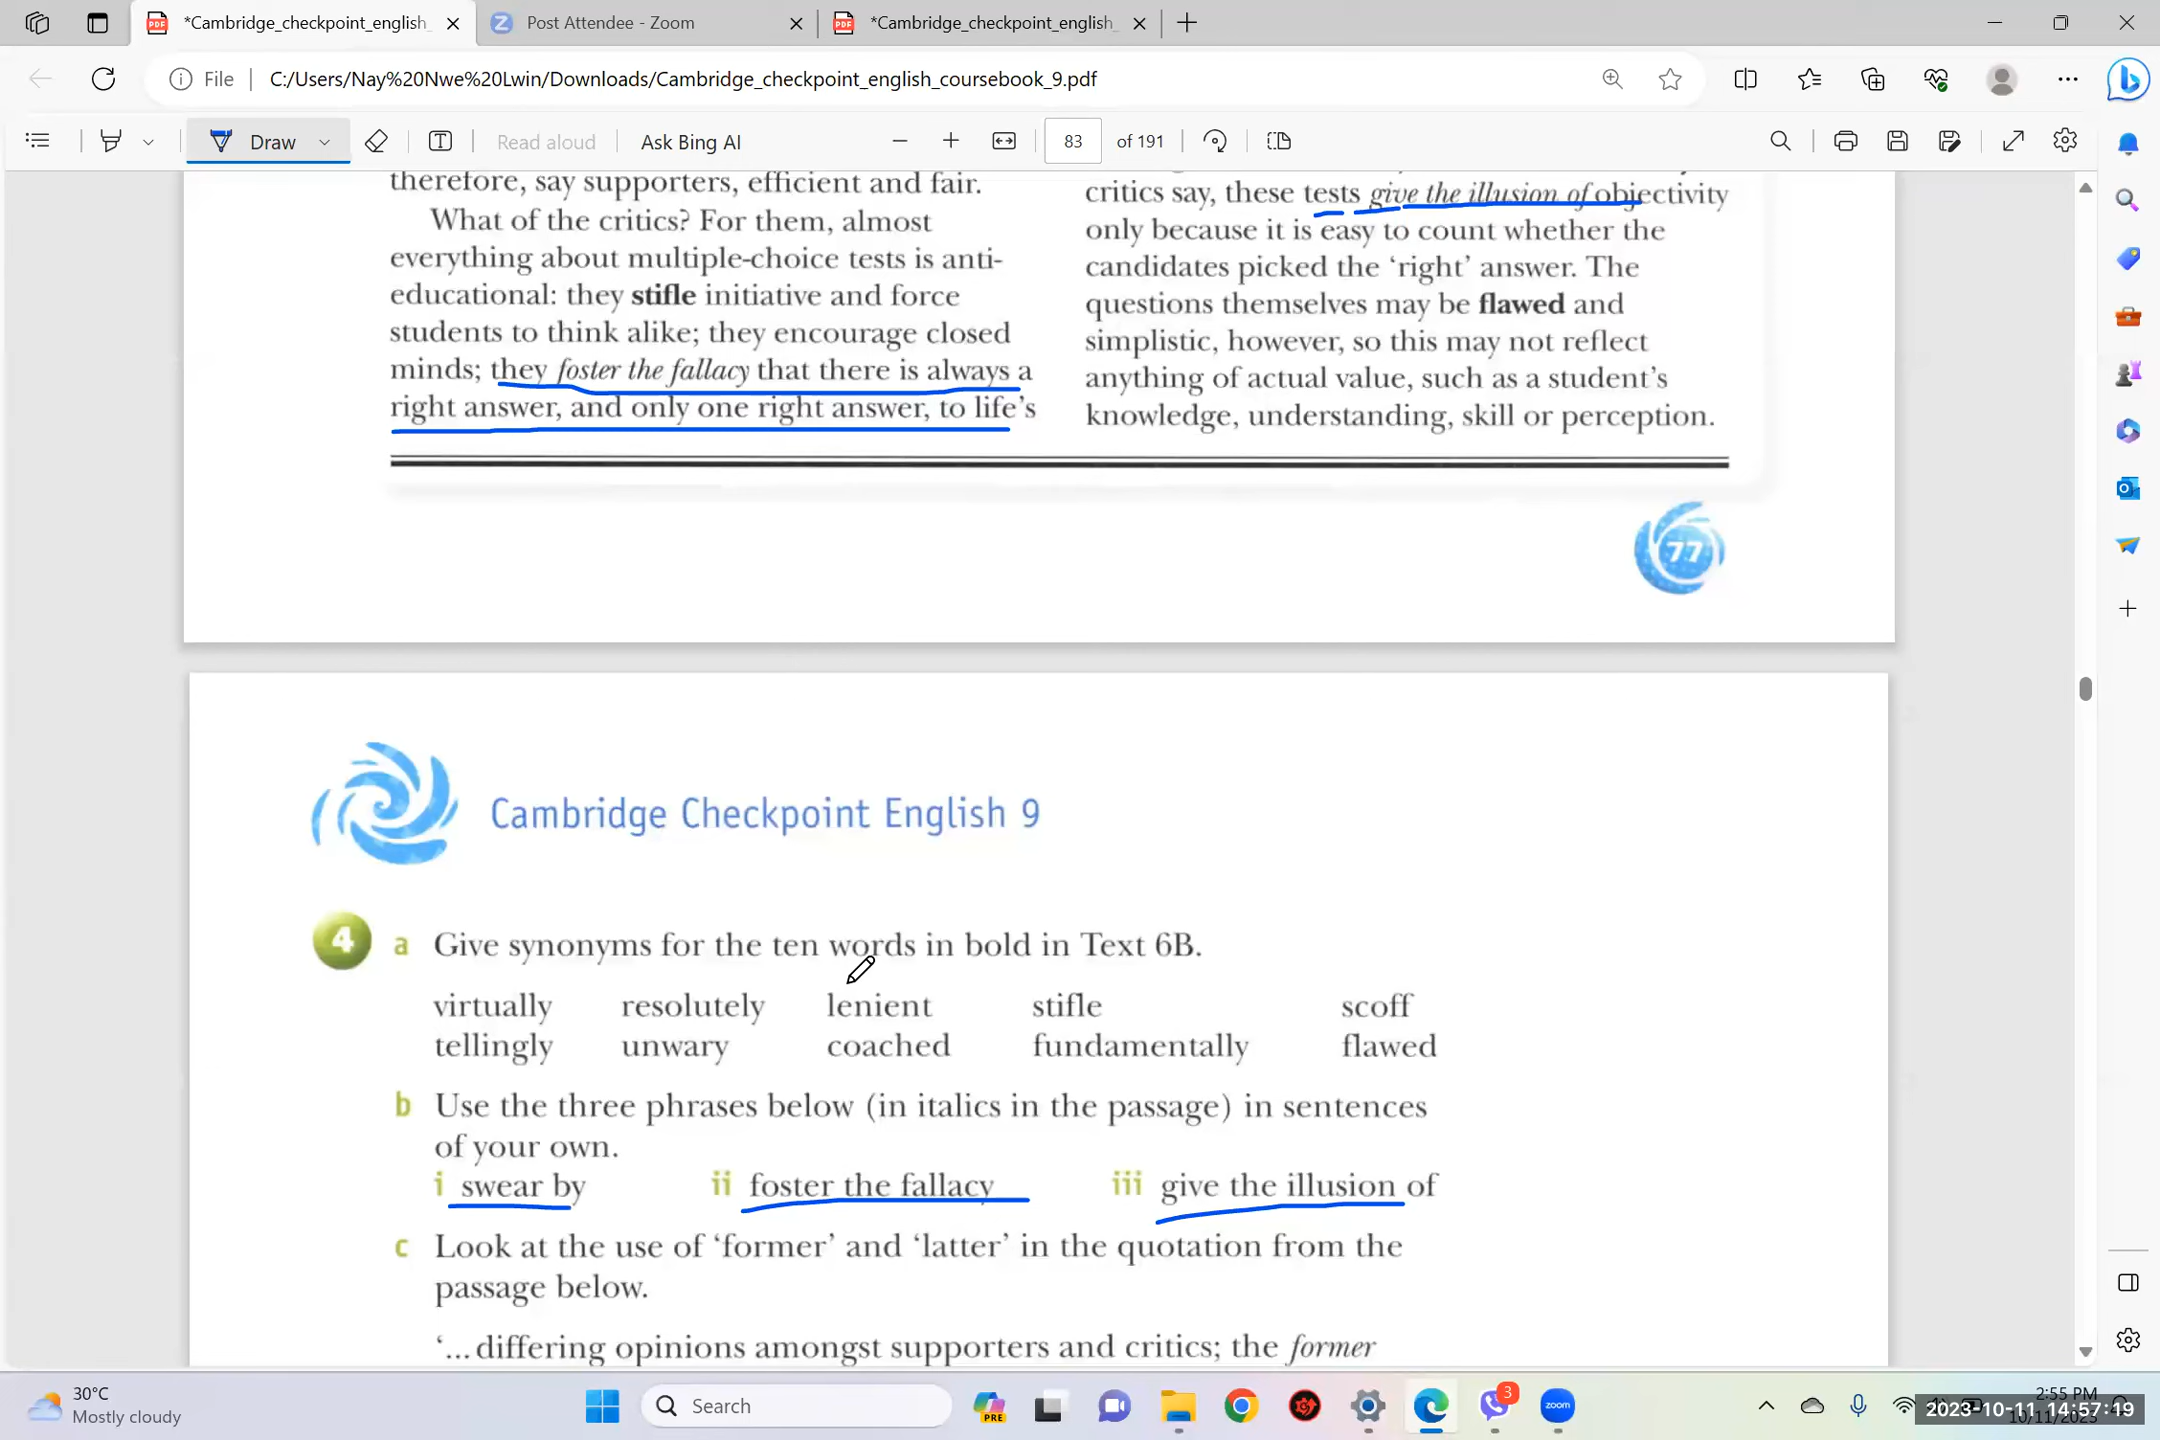 *Cambridge_checkpoint_english_
Post Attendee - Zoom
*Cambridge_checkpoint_english_
File
C:/Users/Nay%20Nwe%20Lwin/Downloads/Cambridge_checkpoint_english_coursebook_9.pdf
Draw
Read aloud
Ask Bing AI
83
of 191
therefore, say supporters, efficient and fair.
What of the critics? For them, almost
everything about multiple-choice tests is anti-
educational: they stifle initiative and force
students to think alike; they encourage closed
minds; they foster the fallacy that there is always a
right answer, and only one right answer, to life's
critics say, these tests give the illusion of objectivity
only because it is easy to count whether the
candidates picked the ‘right’ answer. The
questions themselves may be flawed and
simplistic, however, so this may not reflect
anything of actual value, such as a student’s
knowledge, understanding, skill or perception.
77
Cambridge Checkpoint English 9
4 a Give synonyms for the ten words in bold in Text 6B.
virtually resolutely lenient stifle scoff
tellingly unwary coached fundamentally flawed
b Use the three phrases below (in italics in the passage) in sentences
of your own.
i swear by ii foster the fallacy iii give the illusion of
c Look at the use of ‘former’ and ‘latter’ in the quotation from the
passage below.
‘… differing opinions amongst supporters and critics; the former
30°C
Mostly cloudy
Search
PRE
3
zoom
2:55 PM
10/11/2023
2023-10-11 14:57:19